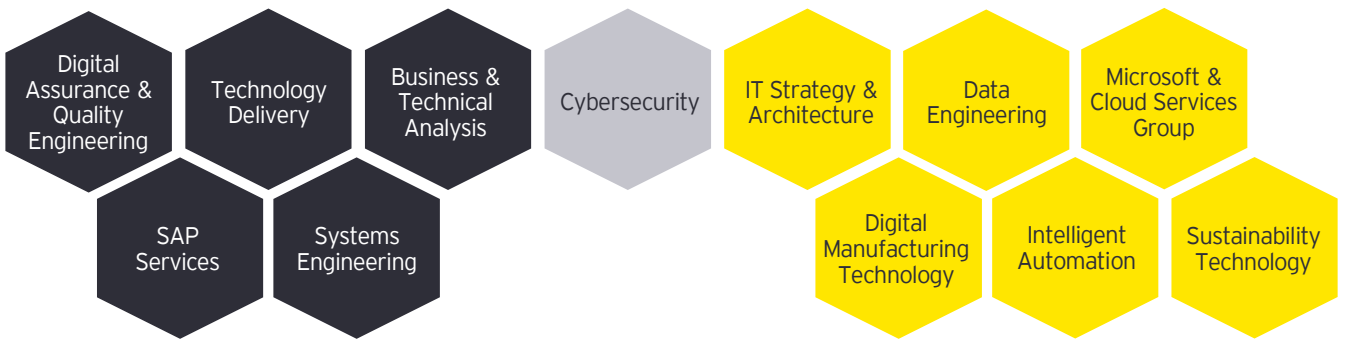 Digital
Assurance &
Quality
Engineering
Technology
Delivery
Business &
Technical
Analysis
Cybersecurity
IT Strategy &
Architecture
Data
Engineering
Microsoft &
Cloud Services
Group
SAP
Services
Systems
Engineering
Digital
Manufacturing
Technology
Intelligent
Automation
Sustainability
Technology